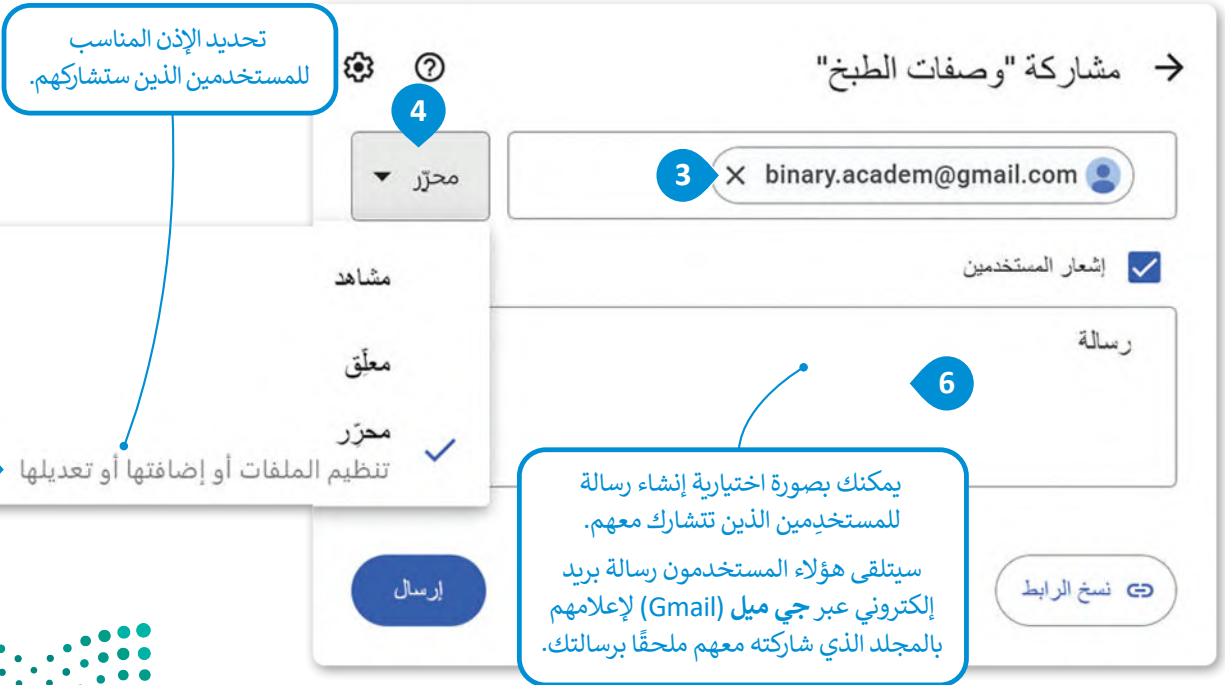 تحديد الإذن المناسب
للمستخدمين الذين ستشاركهم.
مشاركة "وصفات الطبخ"
4
محرّر
3
binary.academ@gmail.com
إشعار المستخدمين
مشاهد
معلِّق
محرِّر
تنظيم الملفات أو إضافتها أو تعديلها
رسالة
6
يمكنك بصورة اختيارية إنشاء رسالة
للمستخدِمين الذين تتشارك معهم.
سيتلقى هؤلاء المستخدمون رسالة بريد
إلكتروني عبر جي ميل (Gmail) لإعلامهم
بالمجلد الذي شاركته معهم ملحقًا برسالتك.
نسخ الرابط
إرسال